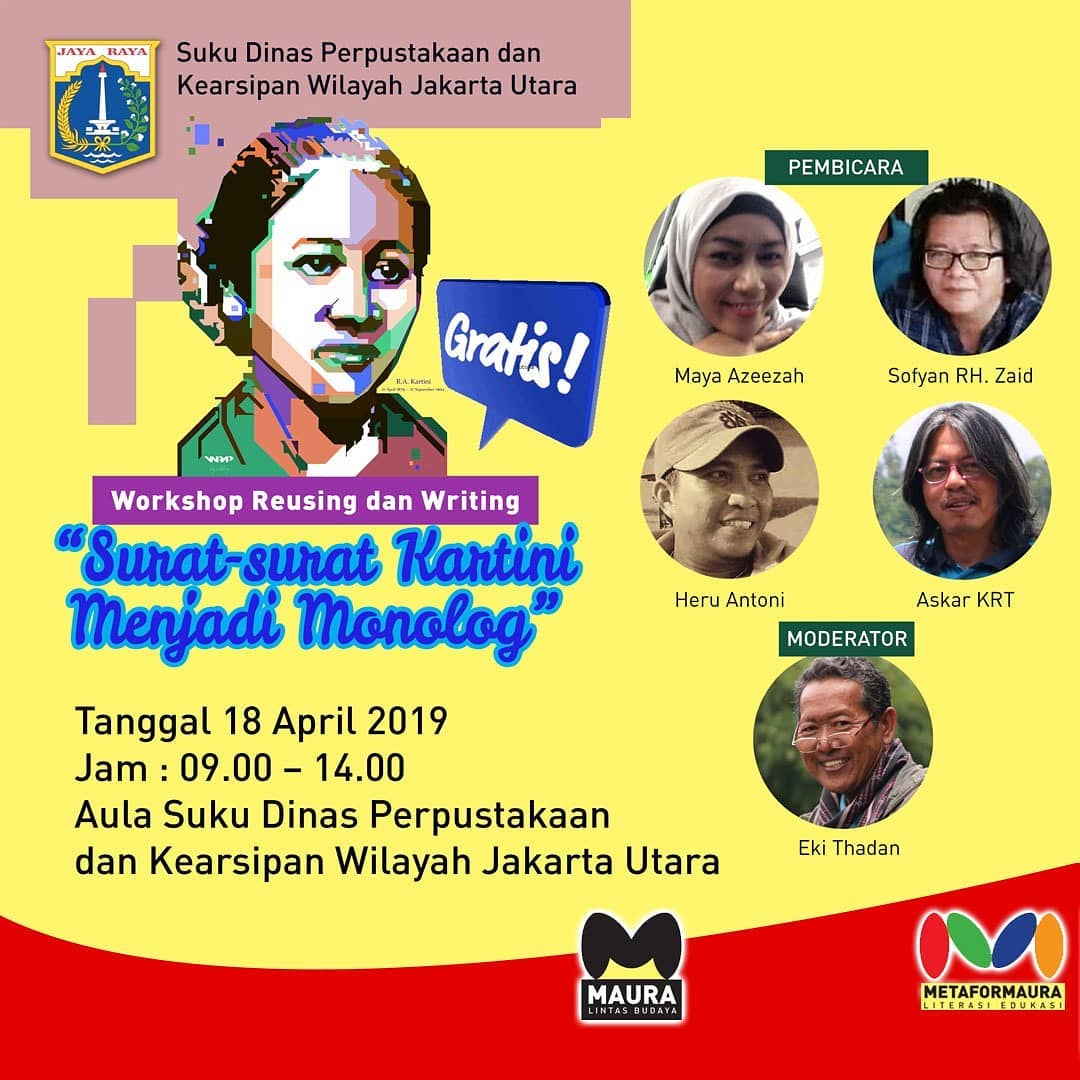 JAYA RAYA
Suku Dinas Perpustakaan dan
Kearsipan Wilayah Jakarta Utara
PEMBICARA
Gratis!
Maya Azeezah
Sofyan RH. Zaid
R.A. Kartini
WPAP
Workshop Reusing dan Writing
"Surat-surat Kartini
Menjadi Monolog"
Heru Antoni
Askar KRT
MODERATOR
Tanggal 18 April 2019
Jam : 09.00 – 14.00
Aula Suku Dinas Perpustakaan
dan Kearsipan Wilayah Jakarta Utara
Eki Thadan
MAURA
LINTAS BUDAYA
METAFORMAURA
LITERASI EDUKASI